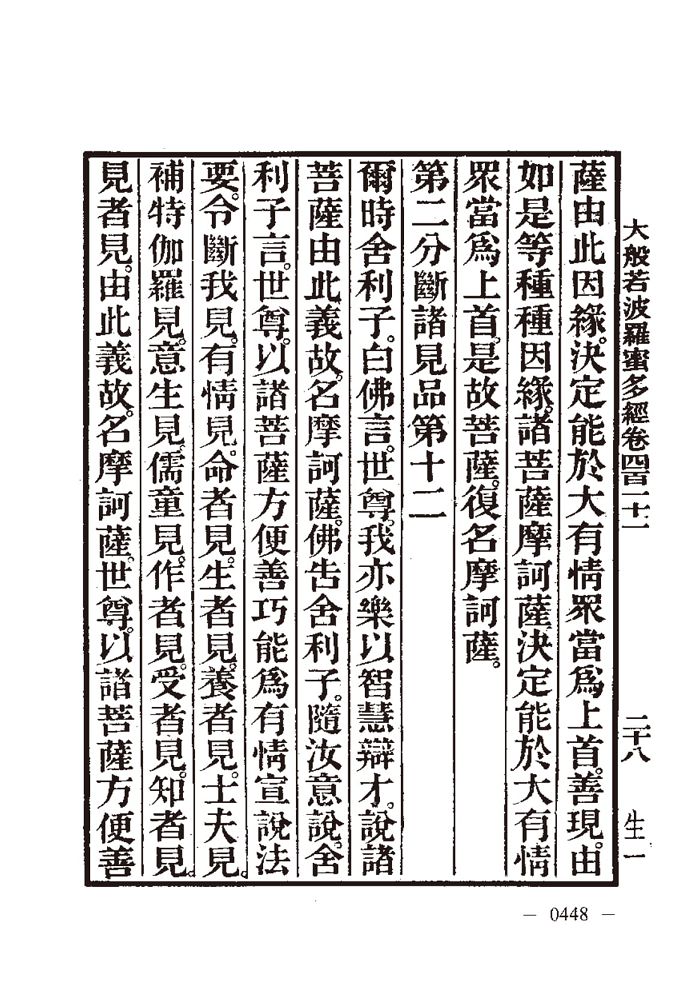 大般若波羅蜜多經卷四百一十一
二十八
生一
薩由此因緣。決定能於大有情眾當為上首。善現。由
如是等種種因緣。諸菩薩摩訶薩。決定能於大有情
眾當為上首。是故菩薩。復名摩訶薩。
第二分斷諸見品第十二
爾時舍利子。白佛言。世尊。我亦樂以智慧辯才。說諸
菩薩由此義故。名摩訶薩。佛告舍利子。隨汝意說。舍
利子言。世尊。以諸菩薩方便善巧能為有情宣說法
要。令斷我見。有情見。命者見。生者見。養者見。士夫見。
補特伽羅見。意生見。儒童見。作者見。受者見。知者見。
見者見。由此義故。名摩訶薩。世尊。以諸菩薩方便善
— 0448 —